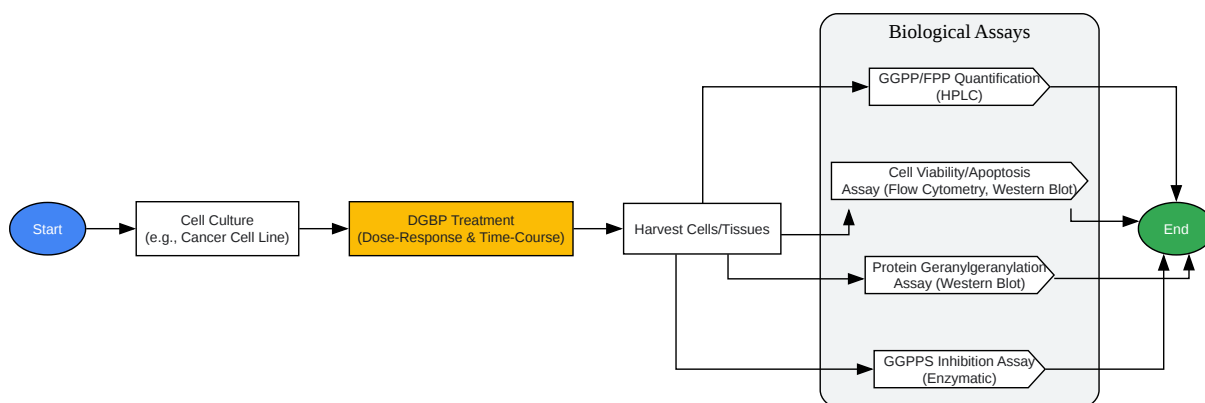 Biological Assays
GGPP/FPP Quantification
(HPLC)
Cell Viability/Apoptosis
Assay (Flow Cytometry, Western Blot)
Start
Cell Culture
(e.g., Cancer Cell Line)
DGBP Treatment
(Dose-Response & Time-Course)
Harvest Cells/Tissues
End
Protein Geranylgeranylation
Assay (Western Blot)
GGPPS Inhibition Assay
(Enzymatic)